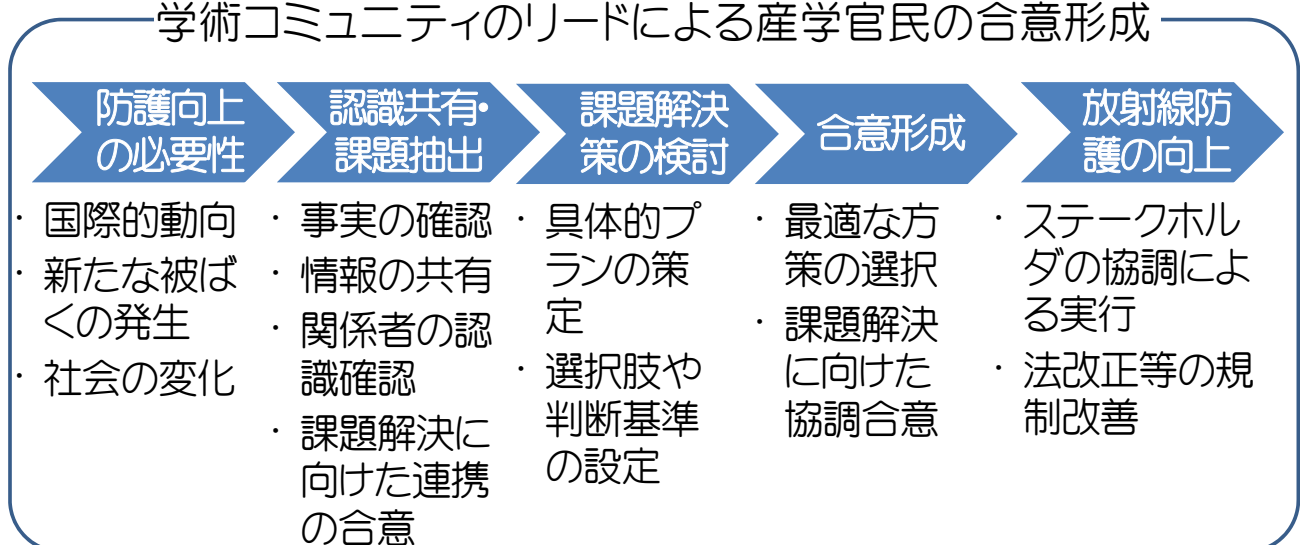 学術コミュニティのリードによる産学官民の合意形成
防護向上
の必要性
・国際的動向
・新たな被ば
くの発生
・社会の変化
認識共有・
課題抽出
・事実の確認
・情報の共有
・関係者の認
識確認
・課題解決に
向けた連携
の合意
課題解決
策の検討
・具体的プ
ランの策
定
・選択肢や
判断基準
の設定
合意形成
・最適な方
策の選択
・課題解決
に向けた
協調合意
放射線防
護の向上
・ステークホル
ダの協調によ
る実行
・法改正等の規
制改善